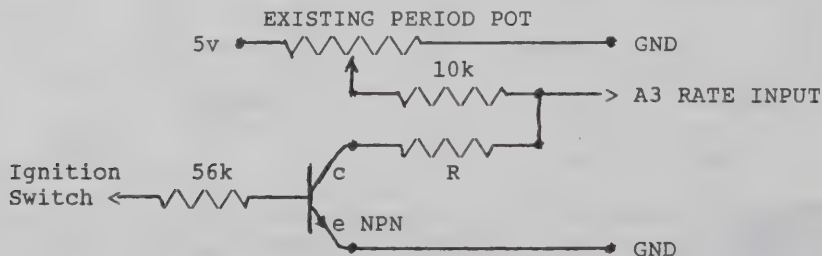 EXISTING PERIOD POT
5v
GND
10k
> A3 RATE INPUT
Ignition
Switch <
56k
c
R
e NPN
GND